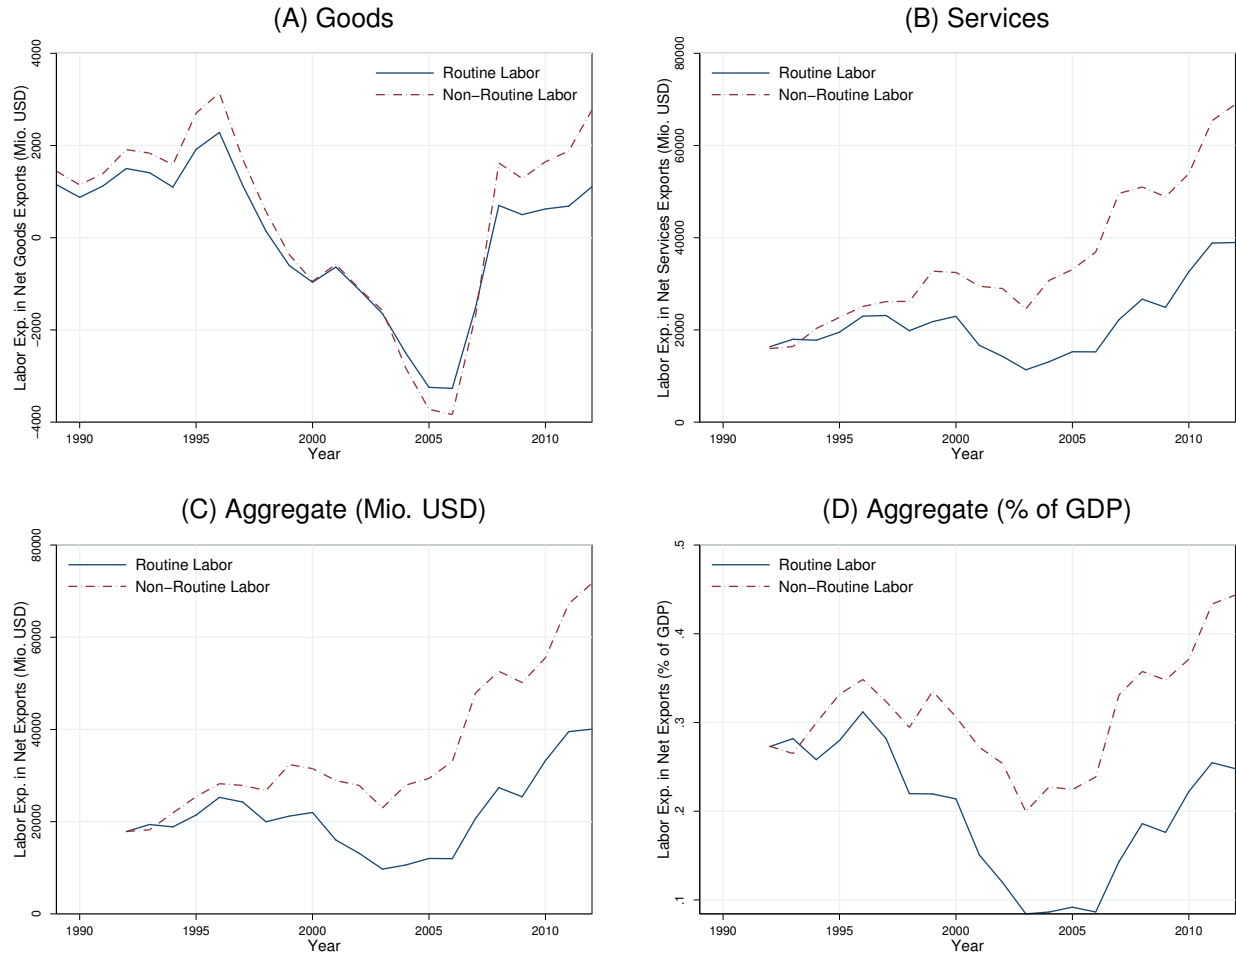 (A) Goods
Labor Exp. in Net Goods Exports (Mio. USD)
4000
2000
0
−2000
−4000
Routine Labor
Non−Routine Labor
1990 1995 2000 2005 2010
Year
(B) Services
Labor Exp. in Net Services Exports (Mio. USD)
80000
60000
40000
20000
0
Routine Labor
Non−Routine Labor
1990 1995 2000 2005 2010
Year
(C) Aggregate (Mio. USD)
Labor Exp. in Net Exports (Mio. USD)
80000
60000
40000
20000
0
Routine Labor
Non−Routine Labor
1990 1995 2000 2005 2010
Year
(D) Aggregate (% of GDP)
Labor Exp. in Net Exports (% of GDP)
.5
.4
.3
.2
.1
Routine Labor
Non−Routine Labor
1990 1995 2000 2005 2010
Year